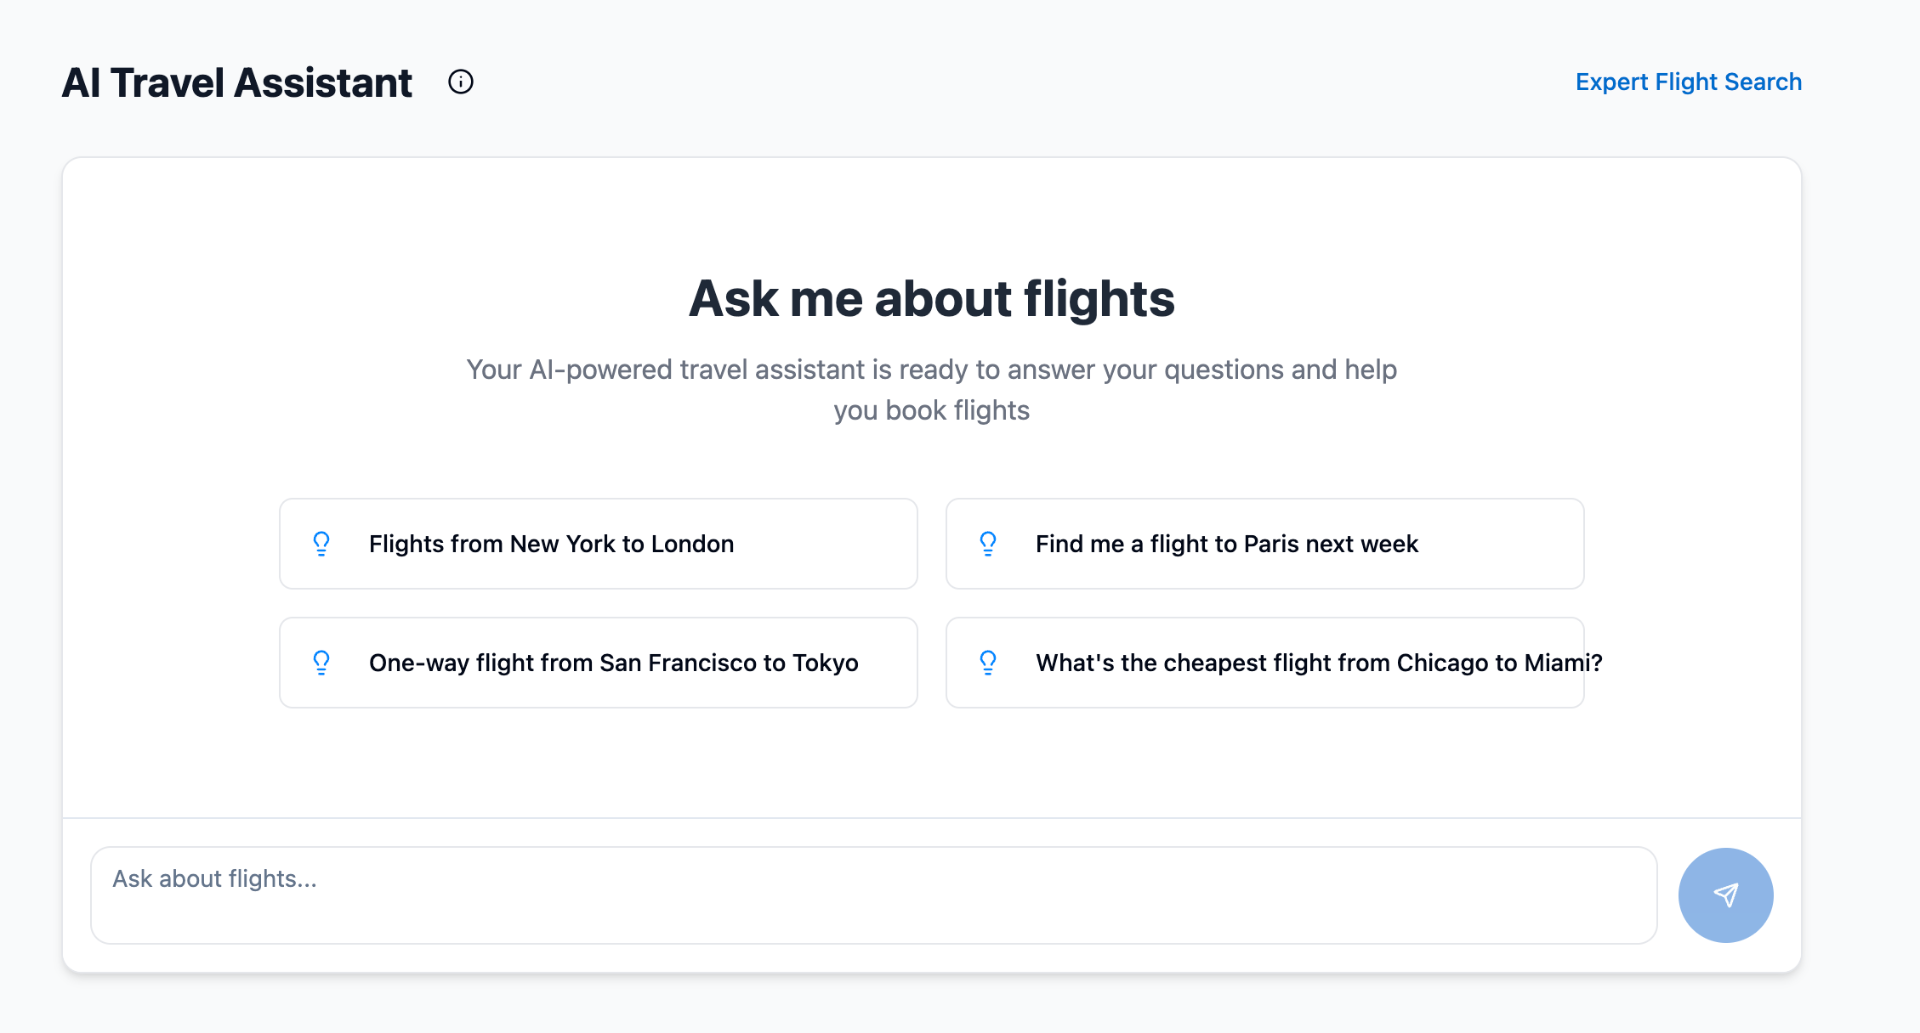 AI Travel Assistant
Expert Flight Search
Ask me about flights
Your AI-powered travel assistant is ready to answer your questions and help
you book flights
Flights from New York to London
Find me a flight to Paris next week
One-way flight from San Francisco to Tokyo
What's the cheapest flight from Chicago to Miami?
Ask about flights...